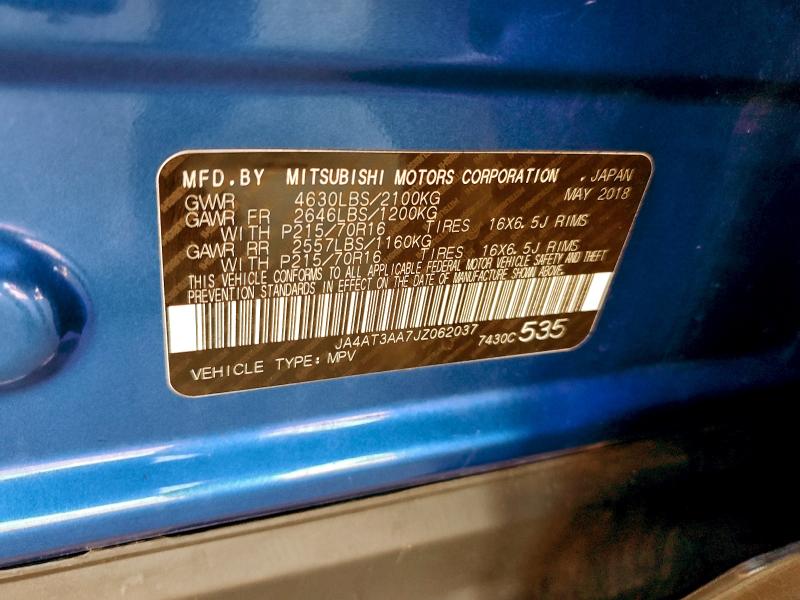 MFD.BY MITSUBISHI MOTORS CORPORATION , JAPAN
GVWR 4630LBS/2100KG MAY 2018
GAWR FR 2646LBS/1200KG
WITH P215/70R16 TIRES 16X6.5J RIMS
GAWR RR 2557LBS/1160KG
WITH P215/70R16 TIRES 16X6.5J RIMS
THIS VEHICLE CONFORMS TO ALL APPLICABLE FEDERAL MOTOR VEHICLE SAFETY AND THEFT
PREVENTION STANDARDS IN EFFECT ON THE DATE OF MANUFACTURE SHOWN ABOVE.
JA4AT3AA7JZ062037 7430C 535
VEHICLE TYPE: MPV